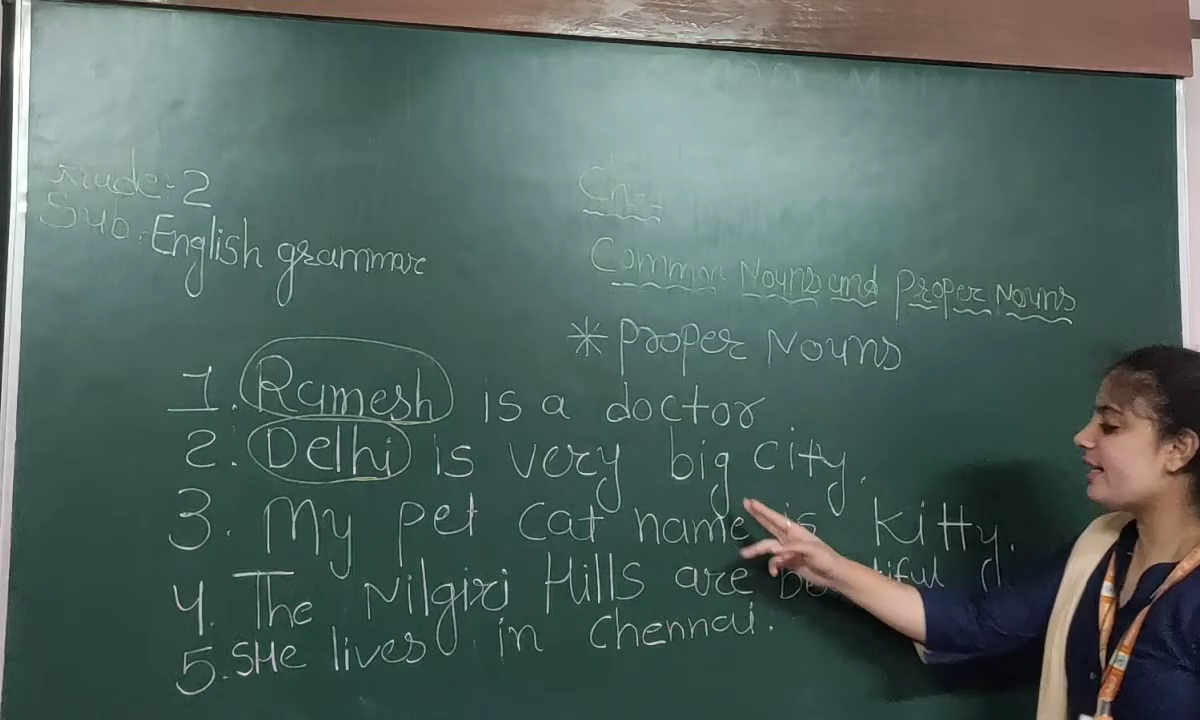 Grade:- 2
Sub:- English grammar
Ch:-
Common Nouns and Proper Nouns
* Proper Nouns
1. Ramesh is a doctor
2. Delhi is very big city.
3. My pet cat name is Kitty.
4. The Nilgiri Hills are beautiful
5. SHe lives in Chennai.